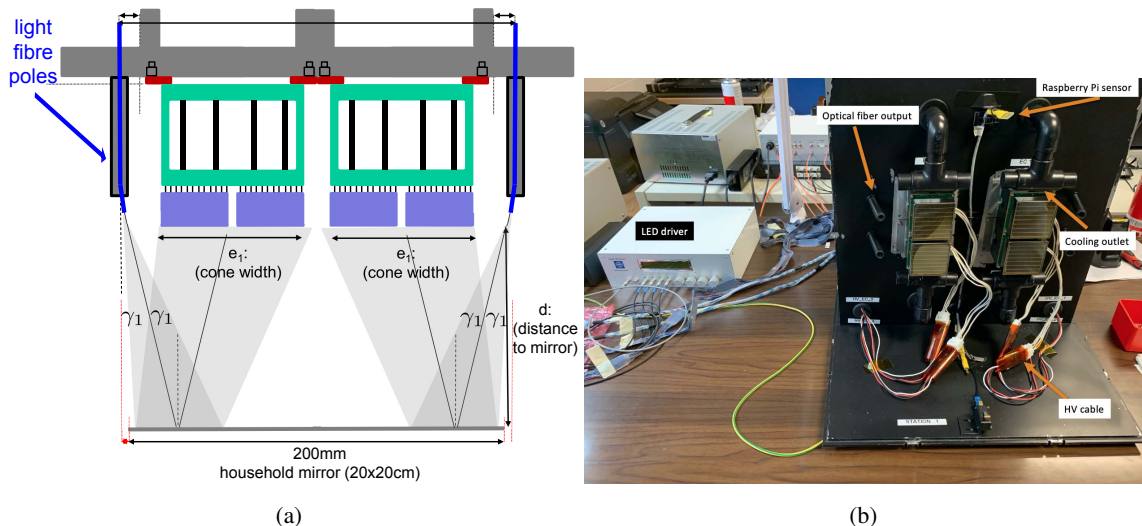 light
fibre
poles
e1:
(cone width)
e1:
(cone width)
γ1
γ1
γ1
γ1
d:
(distance
to mirror)
200mm
household mirror (20x20cm)
(a)
Raspberry Pi sensor
Optical fiber output
EC
LED driver
Cooling outlet
HV cable
STATION 1
(b)